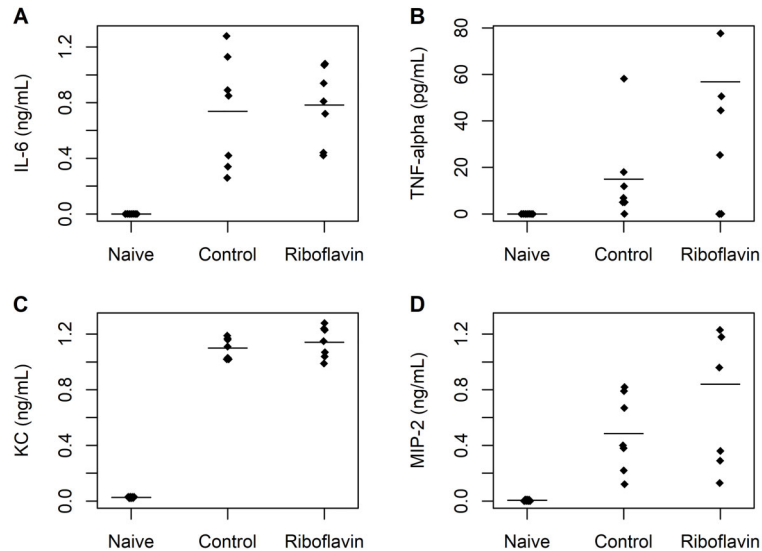 A
IL-6 (ng/mL)
1.2
0.8
0.4
0.0
Naive Control Riboflavin
B
TNF-alpha (pg/mL)
80
60
40
20
0
Naive Control Riboflavin
C
KC (ng/mL)
1.2
0.8
0.4
0.0
Naive Control Riboflavin
D
MIP-2 (ng/mL)
1.2
0.8
0.4
0.0
Naive Control Riboflavin